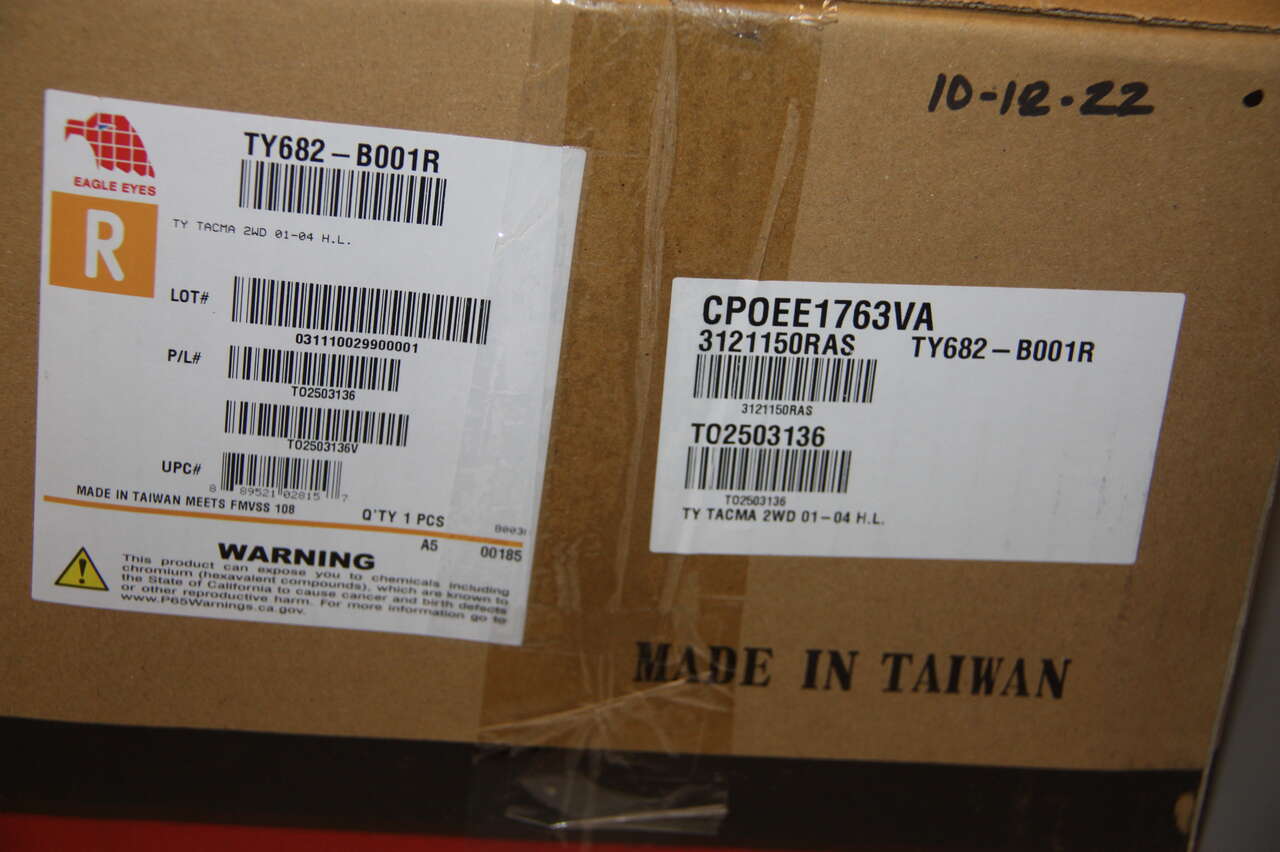 10-12-22
EAGLE EYES
R
TY682-B001R
TY TACMA 2WD 01-04 H.L.
LOT#
031110029900001
P/L#
TO2503136
TO2503136V
UPC#
8 89521 02815 7
MADE IN TAIWAN MEETS FMVSS 108
Q'TY 1 PCS
A5 00185
WARNING
This product can expose you to chemicals including
chromium (hexavalent compounds), which are known to
the State of California to cause cancer and birth defects
or other reproductive harm. For more information go to
www.P65Warnings.ca.gov.
CPOEE1763VA
3121150RAS TY682-B001R
3121150RAS
TO2503136
TO2503136
TY TACMA 2WD 01-04 H.L.
MADE IN TAIWAN